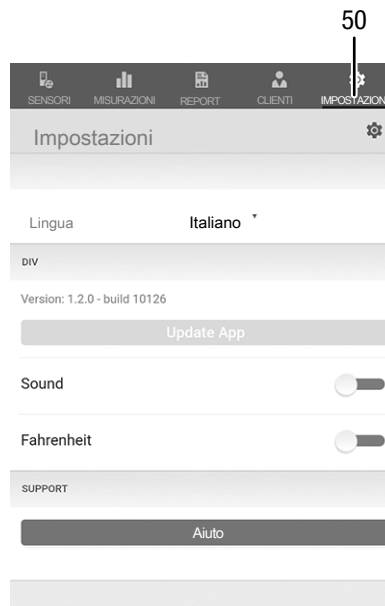 50
SENSORI MISURAZIONI REPORT CLIENTI IMPOSTAZION
Impostazioni
Lingua Italiano
DIV
Version: 1.2.0 - build 10126
Update App
Sound
Fahrenheit
SUPPORT
Aiuto